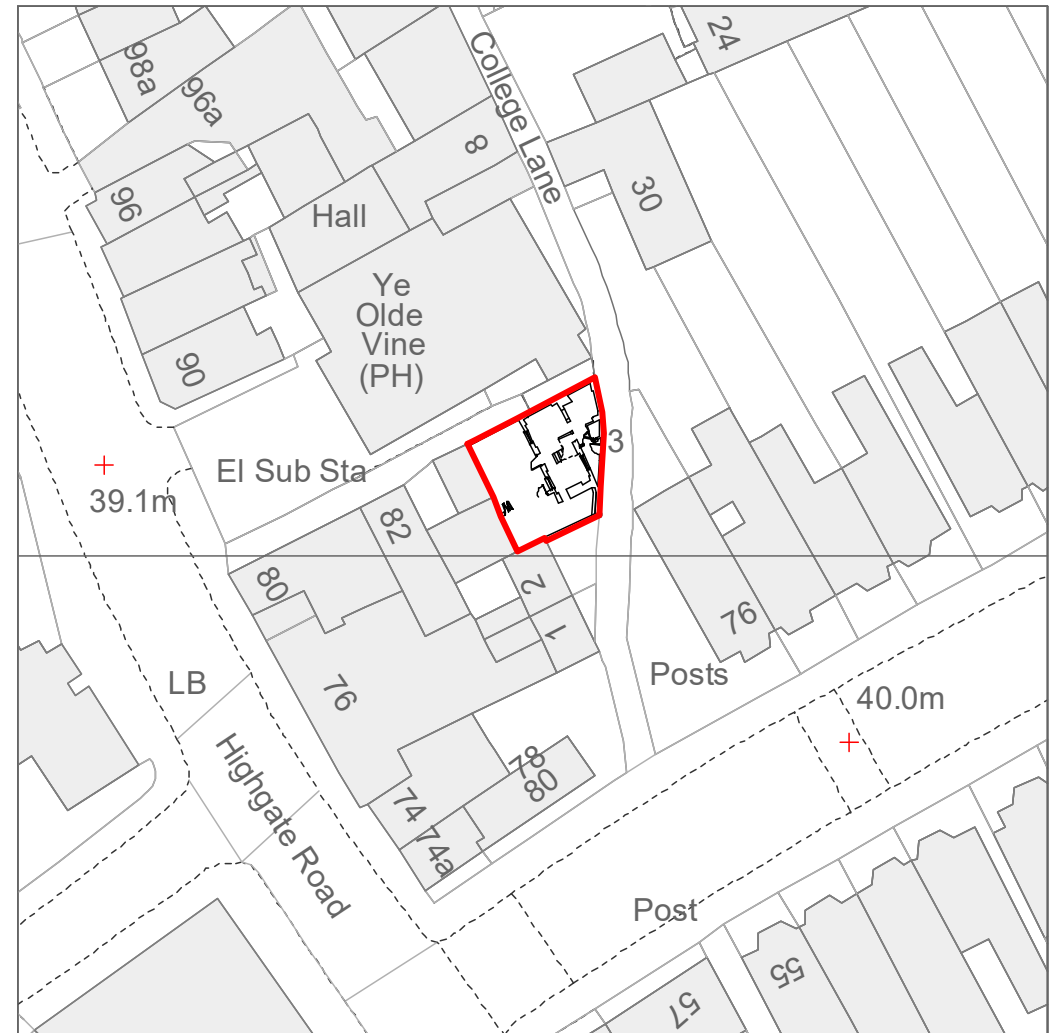 24
98a
96a
College Lane
8
96
30
Hall
Ye
Olde
Vine
(PH)
90
3
El Sub Sta
39.1m
82
80
2
1
76
76
LB
Posts
40.0m
Highgate Road
78
80
74
74a
Post
55
57